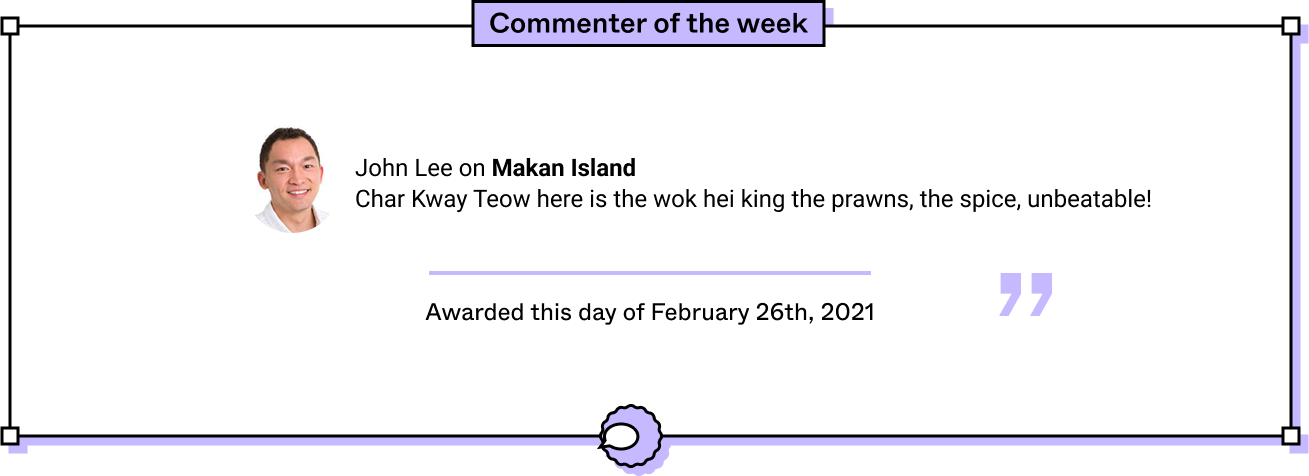 Commenter of the week
John Lee on Makan Island
Char Kway Teow here is the wok hei king the prawns, the spice, unbeatable!
Awarded this day of February 26th, 2021
”